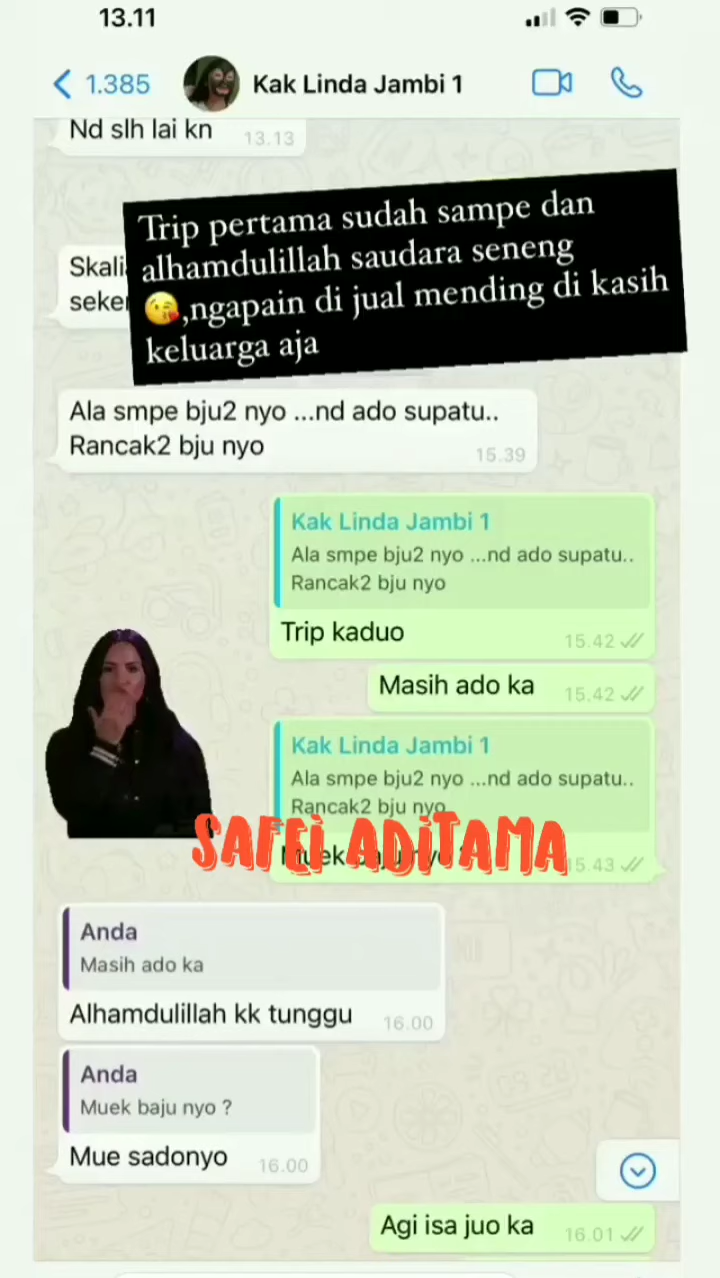 13.11
1.385
Kak Linda Jambi 1
Nd slh lai kn 13.13
Trip pertama sudah sampe dan
alhamdulillah saudara seneng
😘,ngapain di jual mending di kasih
keluarga aja
Skali
Ala smpe bju2 nyo ...nd ado supatu..
Rancak2 bju nyo 15.39
Kak Linda Jambi 1
Ala smpe bju2 nyo ...nd ado supatu..
Rancak2 bju nyo
Trip kaduo 15.42
Masih ado ka 15.42
Kak Linda Jambi 1
Ala smpe bju2 nyo ...nd ado supatu..
Rancak2 bju nyo
SAFEi ADiTAMA
15.43
Anda
Masih ado ka
Alhamdulillah kk tunggu 16.00
Anda
Muek baju nyo ?
Mue sadonyo 16.00
Agi isa juo ka 16.01